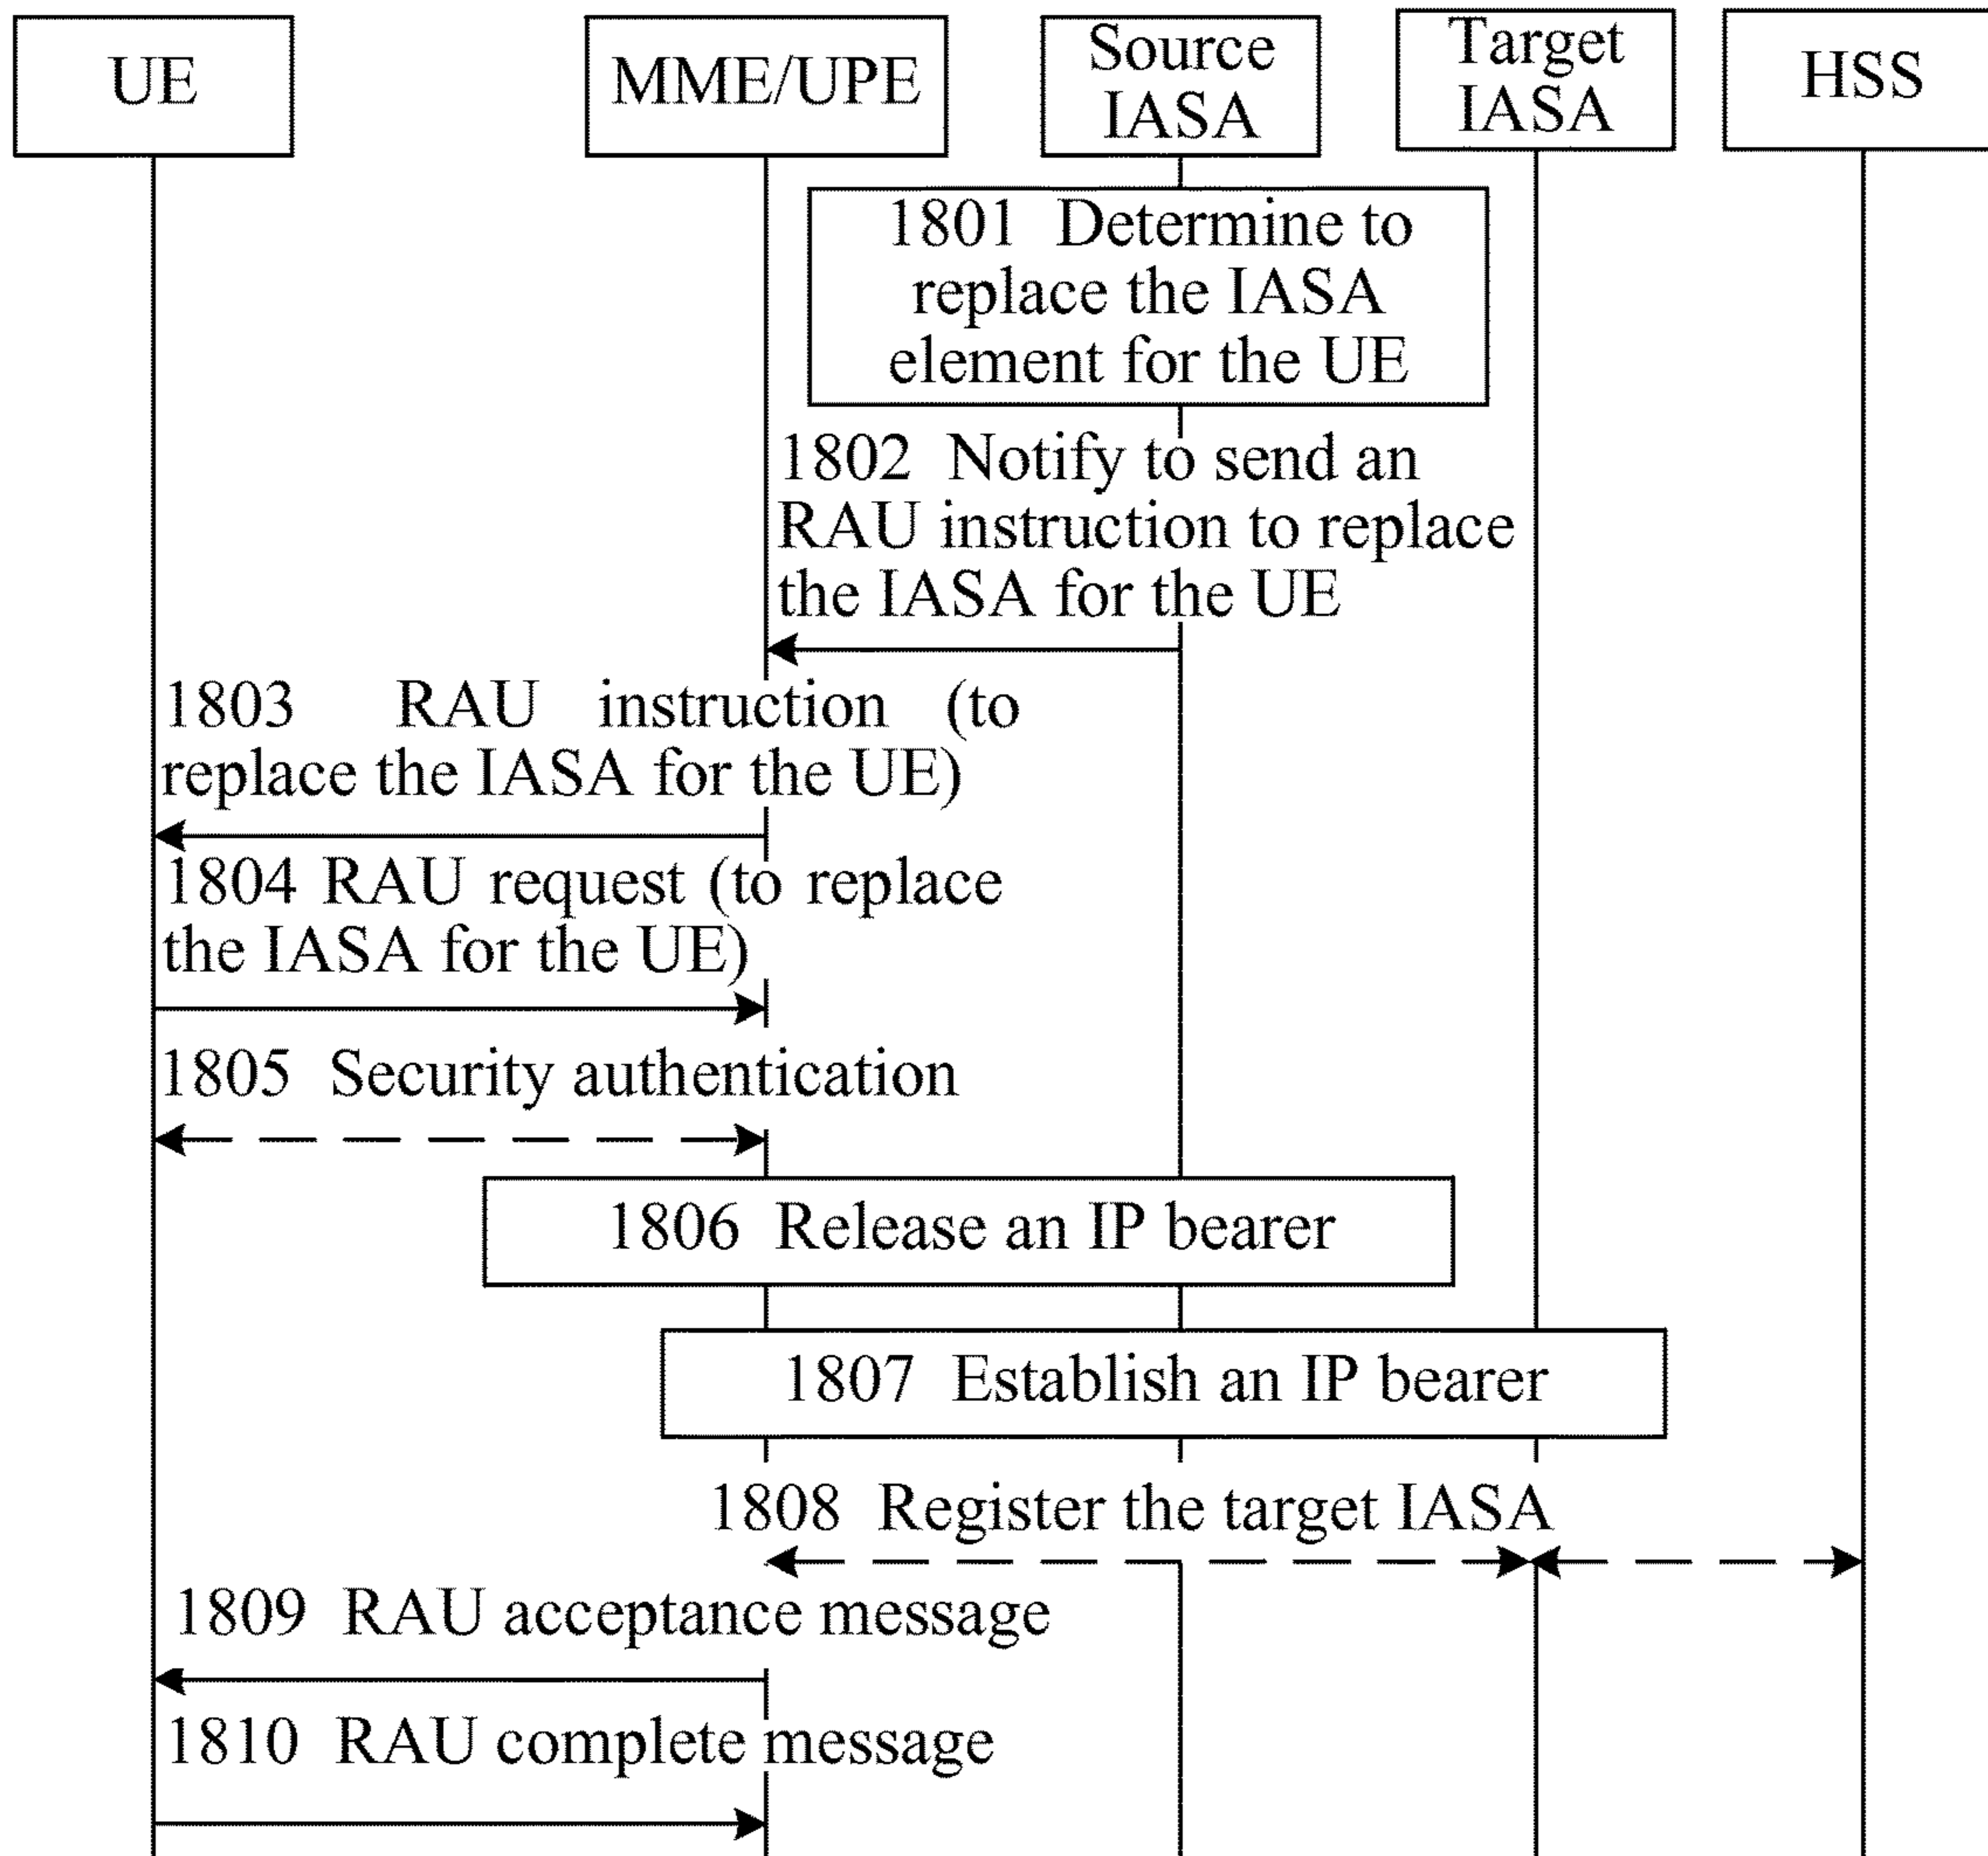 UE
MME/UPE
Source
IASA
Target
IASA
HSS
1801 Determine to
replace the IASA
element for the UE
1802 Notify to send an
RAU instruction to replace
the IASA for the UE
1803 RAU instruction (to
replace the IASA for the UE)
1804 RAU request (to replace
the IASA for the UE)
1805 Security authentication
1806 Release an IP bearer
1807 Establish an IP bearer
1808 Register the target IASA
1809 RAU acceptance message
1810 RAU complete message